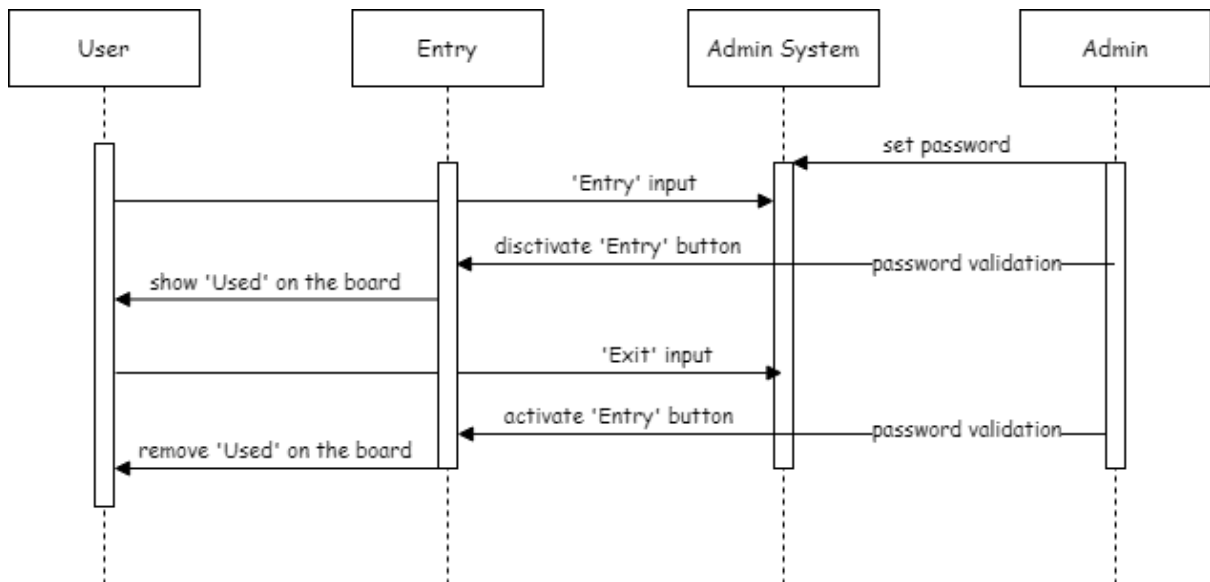 User
Entry
Admin System
Admin
set password
'Entry' input
disctivate 'Entry' button
password validation
show 'Used' on the board
'Exit' input
activate 'Entry' button
password validation
remove 'Used' on the board